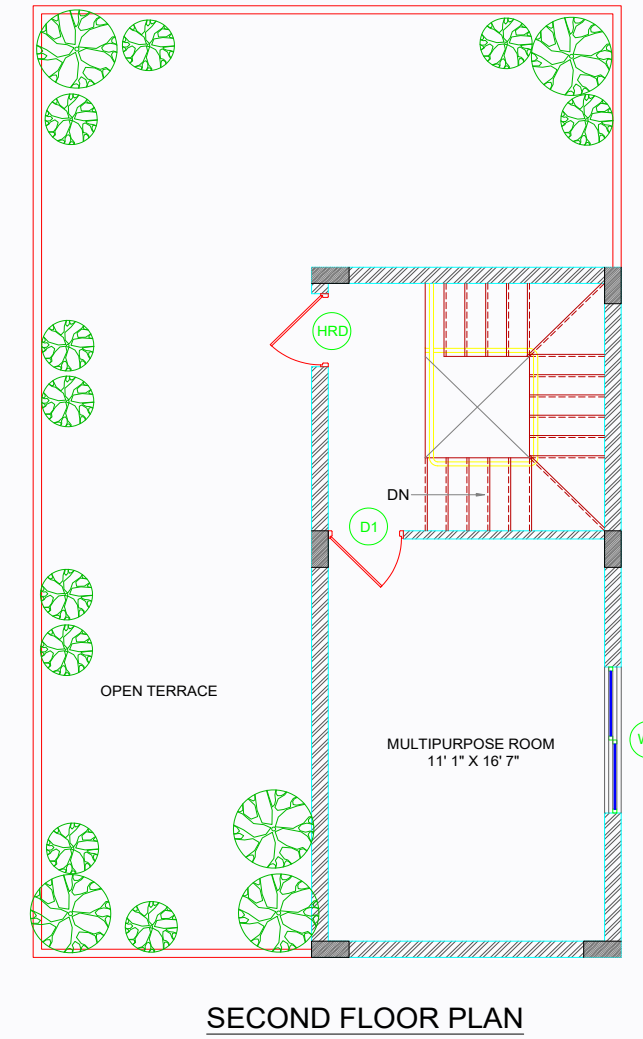 HRD
DN
D1
OPEN TERRACE
MULTIPURPOSE ROOM
11' 1" X 16' 7"
SECOND FLOOR PLAN